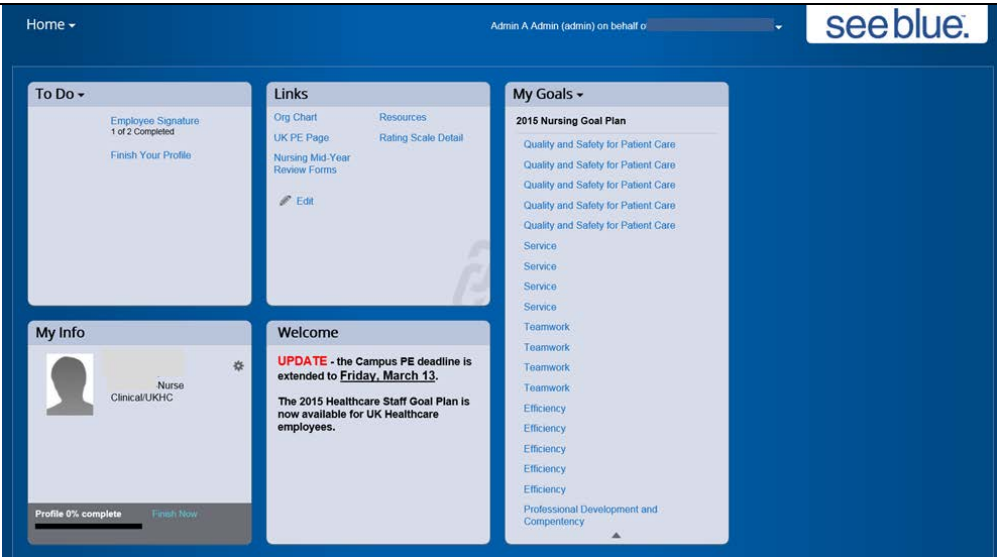 Home
Admin A Admin (admin) on behalf o
see blue.
To Do
Employee Signature
1 of 2 Completed
Finish Your Profile
Links
Org Chart
Resources
UK PE Page
Rating Scale Detail
Nursing Mid-Year
Review Forms
Edit
My Goals
2015 Nursing Goal Plan
Quality and Safety for Patient Care
Quality and Safety for Patient Care
Quality and Safety for Patient Care
Quality and Safety for Patient Care
Quality and Safety for Patient Care
Service
Service
Service
Service
Teamwork
Teamwork
Teamwork
Teamwork
Efficiency
Efficiency
Efficiency
Efficiency
Efficiency
Professional Development and
Compentency
My Info
Nurse
Clinical/UKHC
Profile 0% complete
Finish Now
Welcome
UPDATE - the Campus PE deadline is
extended to Friday, March 13.
The 2015 Healthcare Staff Goal Plan is
now available for UK Healthcare
employees.